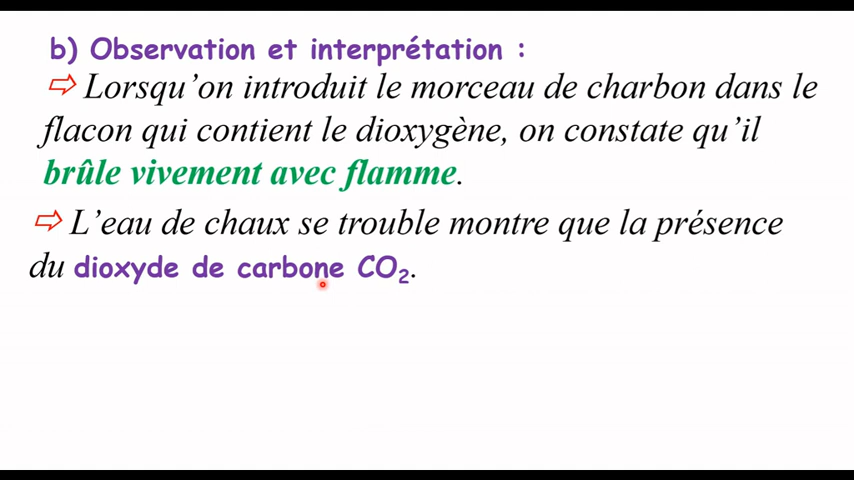 b) Observation et interprétation :
⇨ Lorsqu’on introduit le morceau de charbon dans le
flacon qui contient le dioxygène, on constate qu’il
brûle vivement avec flamme.
⇨ L’eau de chaux se trouble montre que la présence
du dioxyde de carbone CO₂.